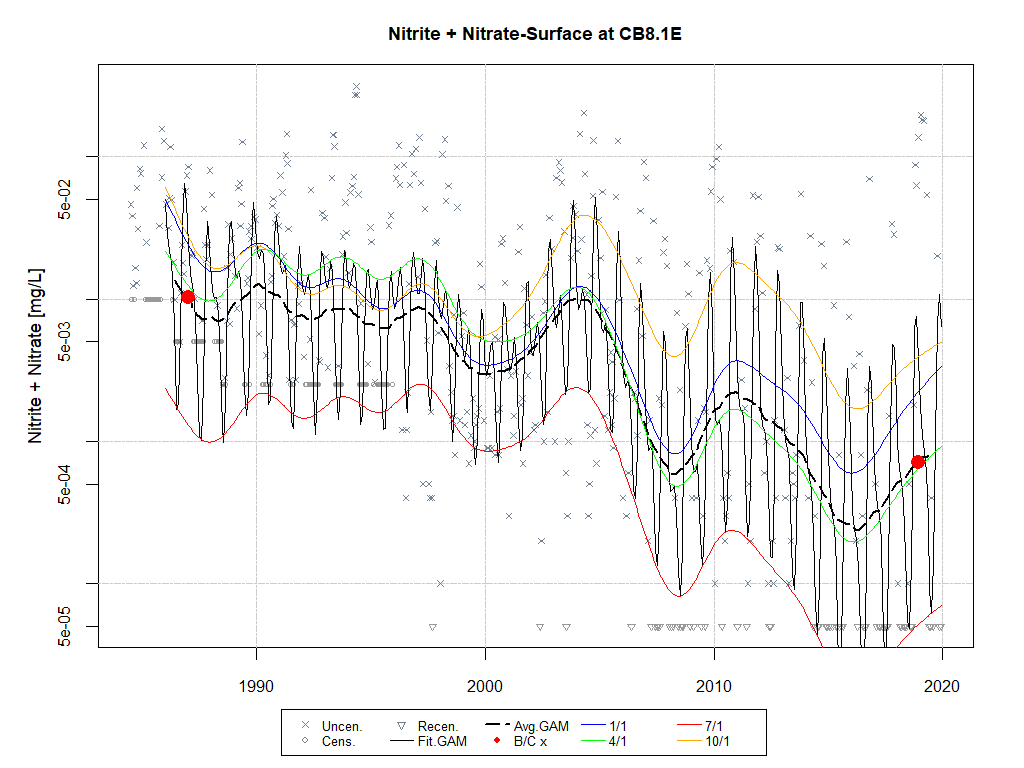 Nitrite + Nitrate-Surface at CB8.1E
Nitrite + Nitrate [mg/L]
5e-02
5e-03
5e-04
5e-05
1990 2000 2010 2020
Uncen. Recen. Avg.GAM 1/1 7/1
Cens. Fit.GAM B/C x 4/1 10/1